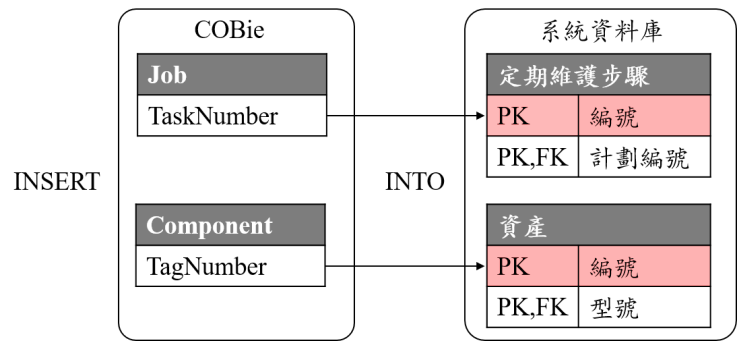 COBie
系統資料庫
Job
TaskNumber
定期維護步驟
PK 編號
PK,FK 計劃編號
INSERT
INTO
Component
TagNumber
資產
PK 編號
PK,FK 型號